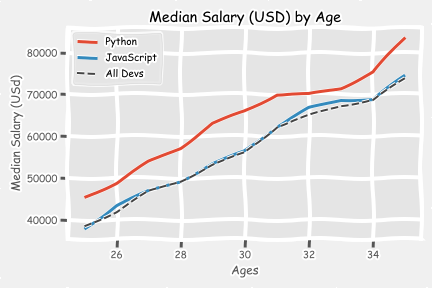 Median Salary (USD) by Age
Python
JavaScript
All Devs
Median Salary (USd)
80000
70000
60000
50000
40000
26 28 30 32 34
Ages